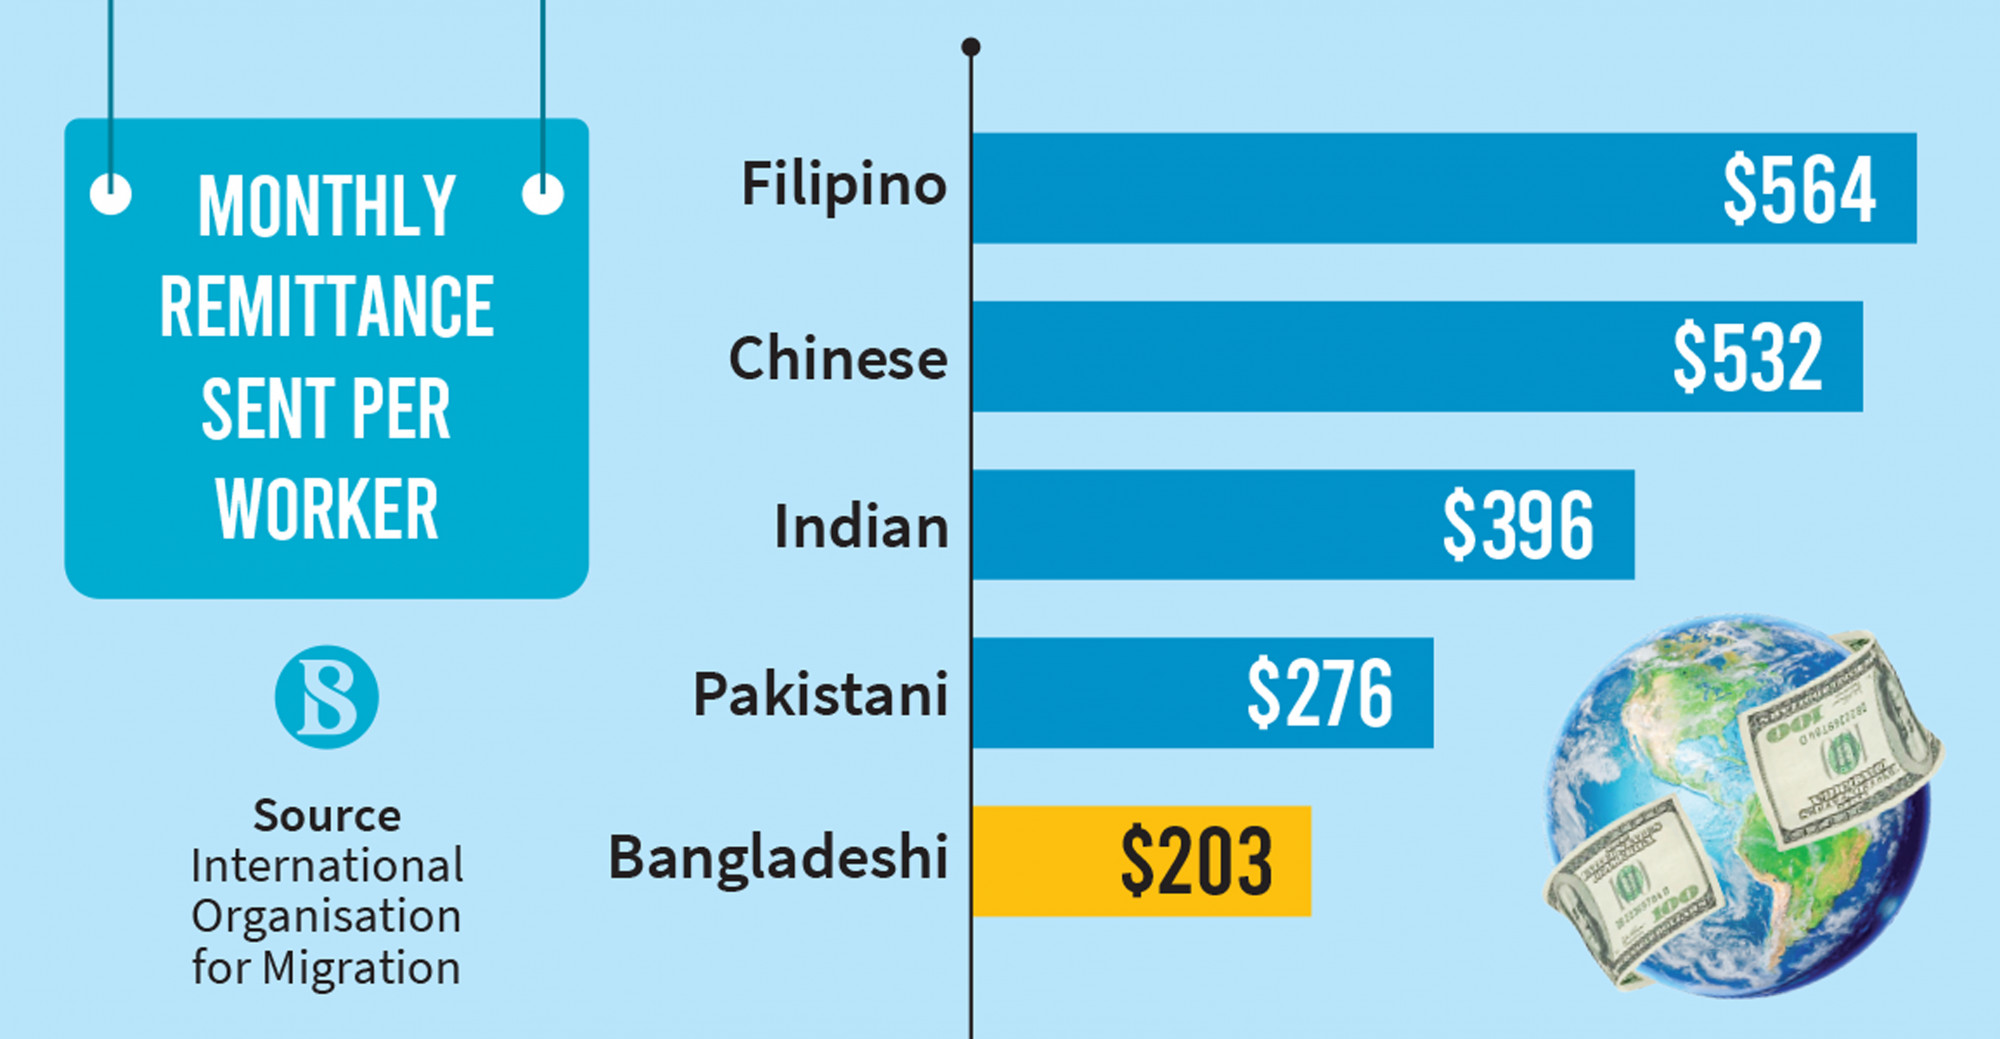 MONTHLY
REMITTANCE
SENT PER
WORKER
Source
International
Organisation
for Migration
Filipino $564
Chinese $532
Indian $396
Pakistani $276
Bangladeshi $203